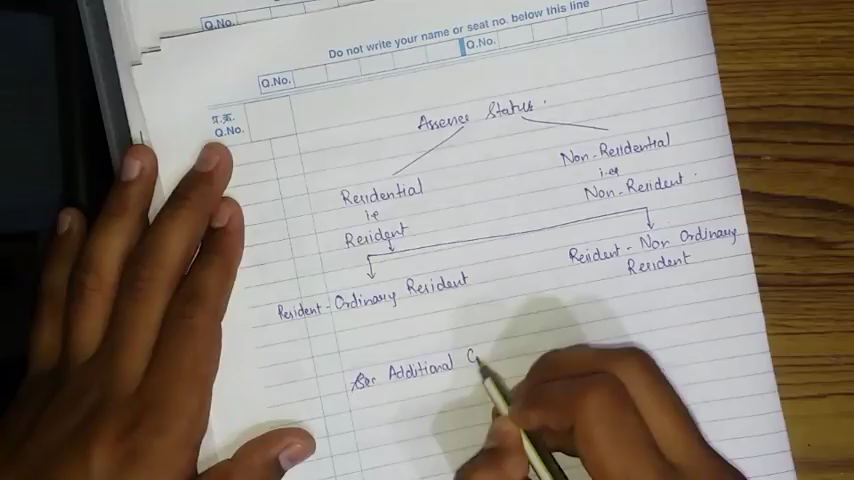 Q.No.
Do not write your name or seat no. below this line
Q.No.
Q.No.
प्र.क्र.
Q.No.
Assesee Status.
Residential
i.e
Resident
Non-Residential
i.e
Non-Resident.
Resident - Ordinary Resident
Resident - Non Ordinary
Resident
Additional C